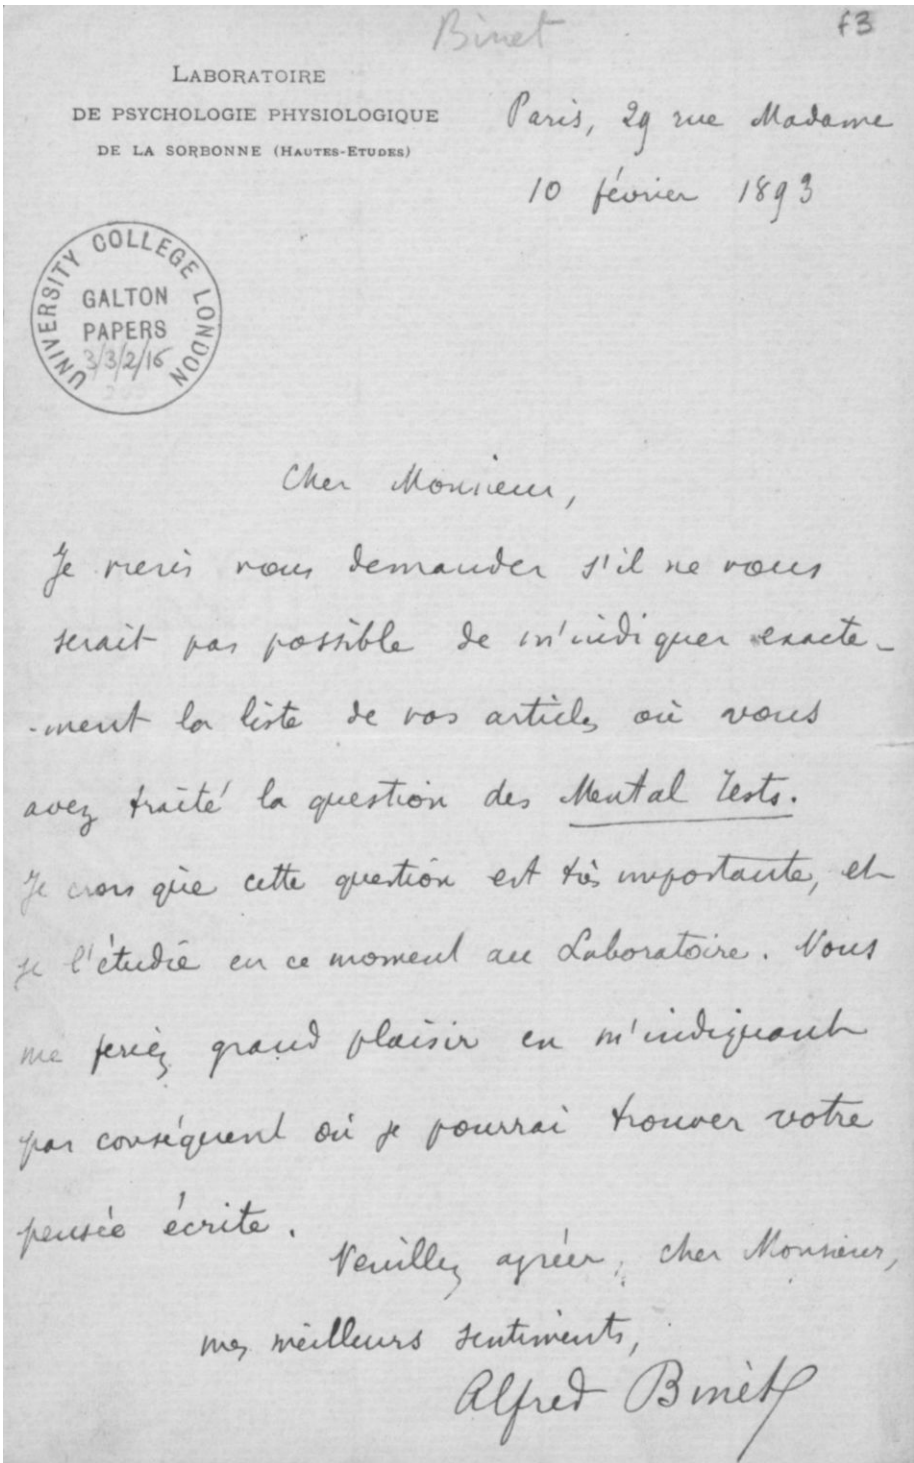 Binet
f3
LABORATOIRE
DE PSYCHOLOGIE PHYSIOLOGIQUE
DE LA SORBONNE (HAUTES-ETUDES)
Paris, 29 rue Madame
10 février 1893
UNIVERSITY COLLEGE LONDON
GALTON
PAPERS
3/3/2/16
Cher Monsieur,
Je viens vous demander s'il ne vous
serait pas possible de m'indiquer exacte-
-ment la liste de vos articles où vous
avez traité la question des Mental Tests.
Je crois que cette question est très importante, et
je l'étudie en ce moment au Laboratoire. Vous
me feriez grand plaisir en m'indiquant
par conséquent où je pourrai trouver votre
pensée écrite.
Veuillez agréer, cher Monsieur,
mes meilleurs sentiments,
Alfred Binet